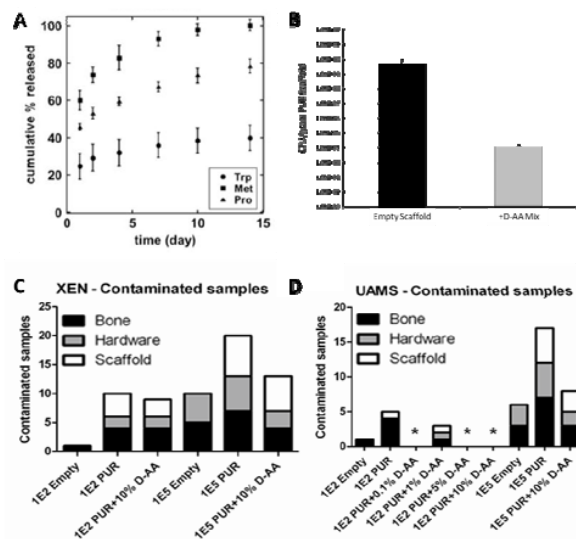 A
cumulative % released
100
80
60
40
20
0
0
5
10
15
time (day)
Trp
Met
Pro
B
Empty Scaffold
+D-AA Mix
C
XEN - Contaminated samples
Contaminated samples
25
20
15
10
5
0
Bone
Hardware
Scaffold
1E2 Empty
1E2 PUR
1E2 PUR+10% D-AA
1E5 Empty
1E5 PUR
1E5 PUR+10% D-AA
D
UAMS - Contaminated samples
Contaminated samples
20
15
10
5
0
Bone
Hardware
Scaffold
* * *
1E2 Empty
1E2 PUR
1E2 PUR+0.1% D-AA
1E2 PUR+1% D-AA
1E2 PUR+5% D-AA
1E2 PUR+10% D-AA
1E5 Empty
1E5 PUR
1E5 PUR+10% D-AA